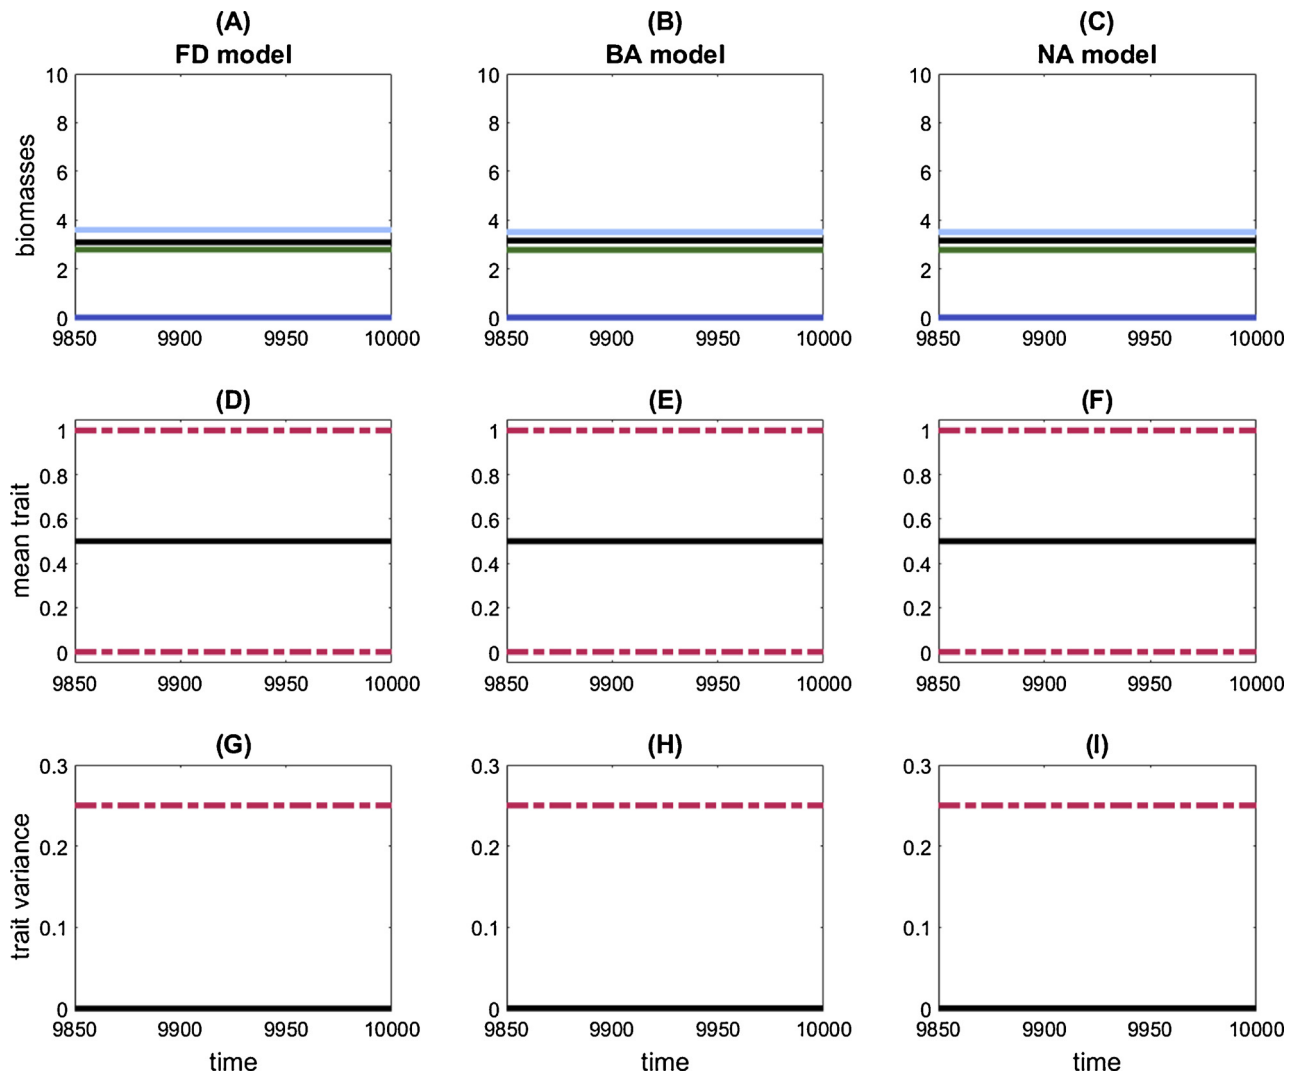 (A) (B) (C)
FD model BA model NA model
10 10 10
8 8 8
6 6 6
4 4 4
2 2 2
0 0 0
biomasses
9850 9900 9950 10000 9850 9900 9950 10000 9850 9900 9950 10000
(D) (E) (F)
1 1 1
0.8 0.8 0.8
0.6 0.6 0.6
0.4 0.4 0.4
0.2 0.2 0.2
0 0 0
mean trait
9850 9900 9950 10000 9850 9900 9950 10000 9850 9900 9950 10000
(G) (H) (I)
0.3 0.3 0.3
0.2 0.2 0.2
0.1 0.1 0.1
0 0 0
trait variance
9850 9900 9950 10000 9850 9900 9950 10000 9850 9900 9950 10000
time time time